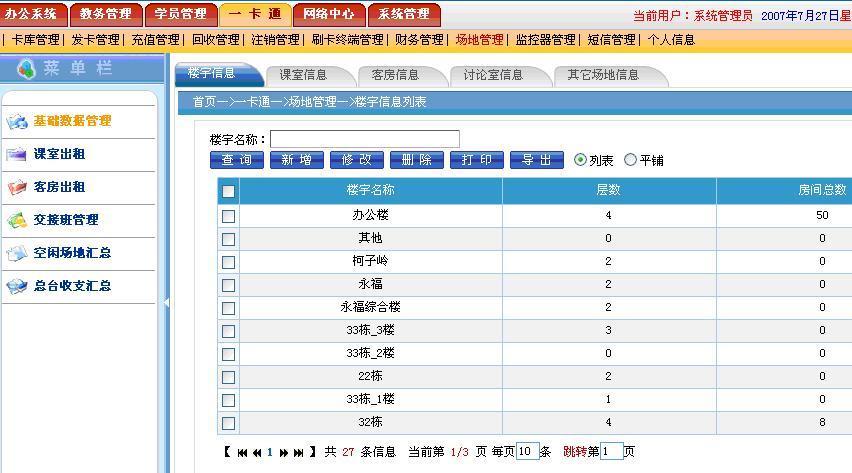 办公系统 教务管理 学员管理 一 卡 通 网络中心 系统管理 当前用户：系统管理员 2007年7月27日星
| 卡库管理| 发卡管理| 充值管理| 回收管理| 注销管理| 刷卡终端管理| 财务管理| 场地管理| 监控器管理| 短信管理| 个人信息
菜 单 栏
基础数据管理
课室出租
客房出租
交接班管理
空闲场地汇总
总台收支汇总
楼宇信息 课室信息 客房信息 讨论室信息 其它场地信息
首页—>一卡通—>场地管理—>楼宇信息列表
楼宇名称：
查 询 新 增 修 改 删 除 打 印 导 出 列表 平铺
楼宇名称 层数 房间总数
办公楼 4 50
其他 0 0
柯子岭 2 0
永福 2 0
永福综合楼 2 0
33栋_3楼 3 0
33栋_2楼 0 0
22栋 2 0
33栋_1楼 1 0
32栋 4 8
【 1 】 共 27 条信息 当前第 1/3 页 每页10条 跳转第1页